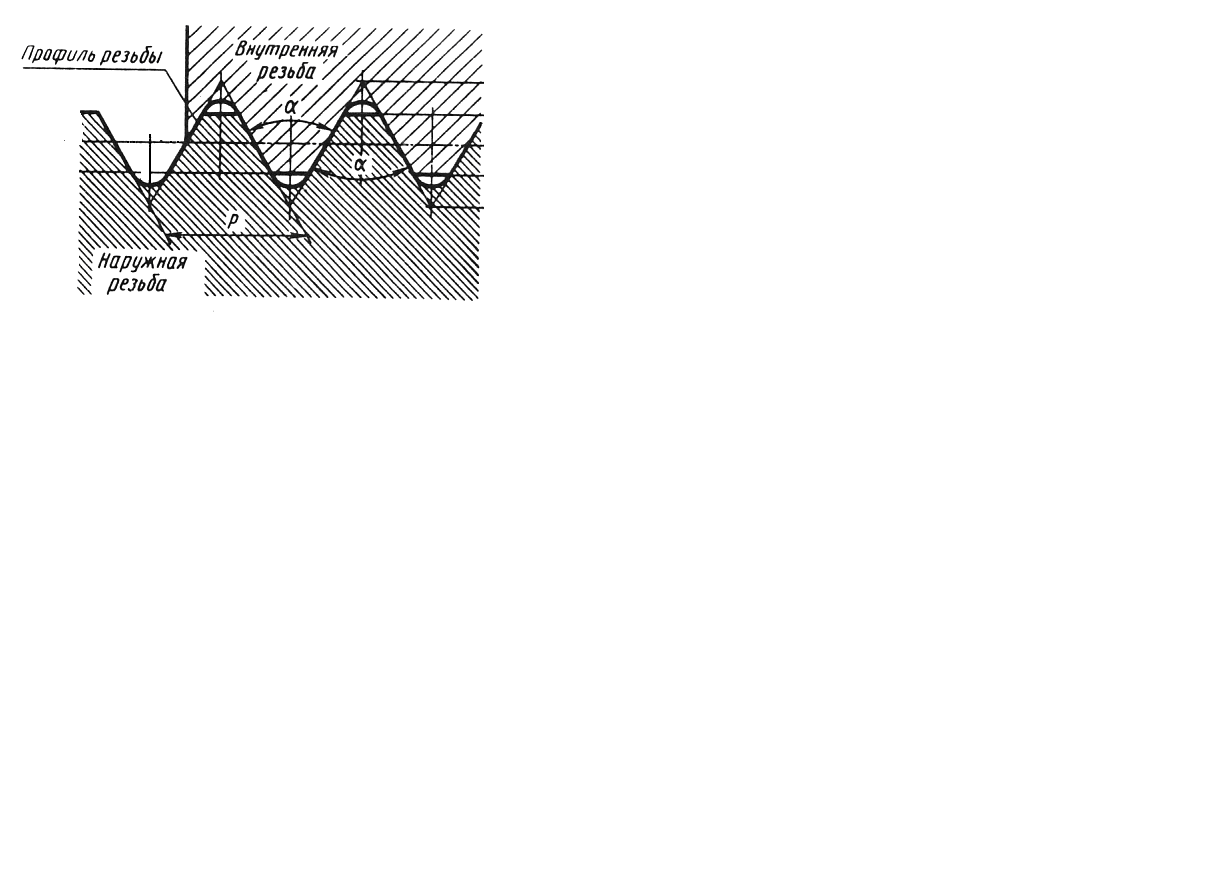 Профиль резьбы
Внутренняя
резьба
α
α
P
Наружная
резьба